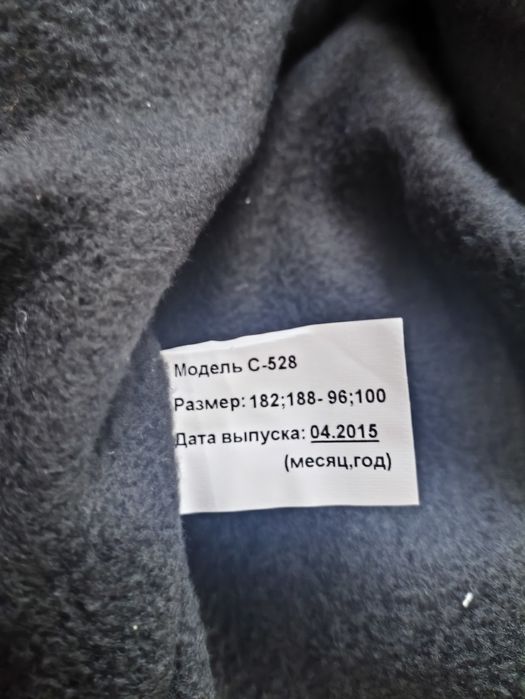 Модель С-528
Размер: 182;188- 96;100
Дата выпуска: 04.2015
(месяц,год)